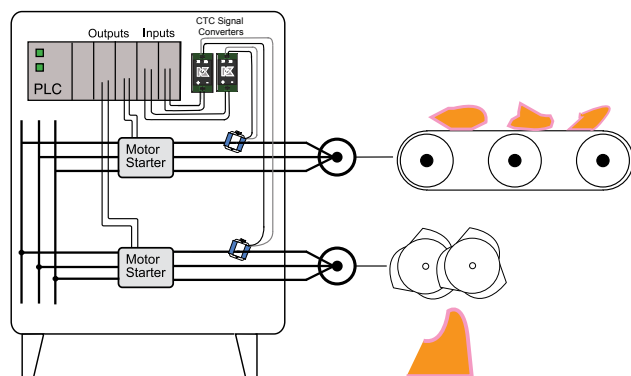 CTC Signal
Converters
Outputs
Inputs
PLC
Motor
Starter
Motor
Starter